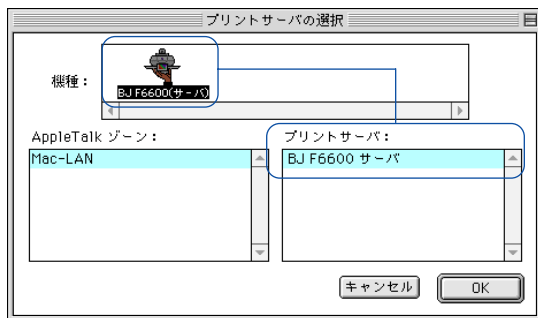 プリントサーバの選択
機種：
BJ F6600(サーバ)
AppleTalk ゾーン：
Mac-LAN
プリントサーバ：
BJ F6600 サーバ
キャンセル
OK